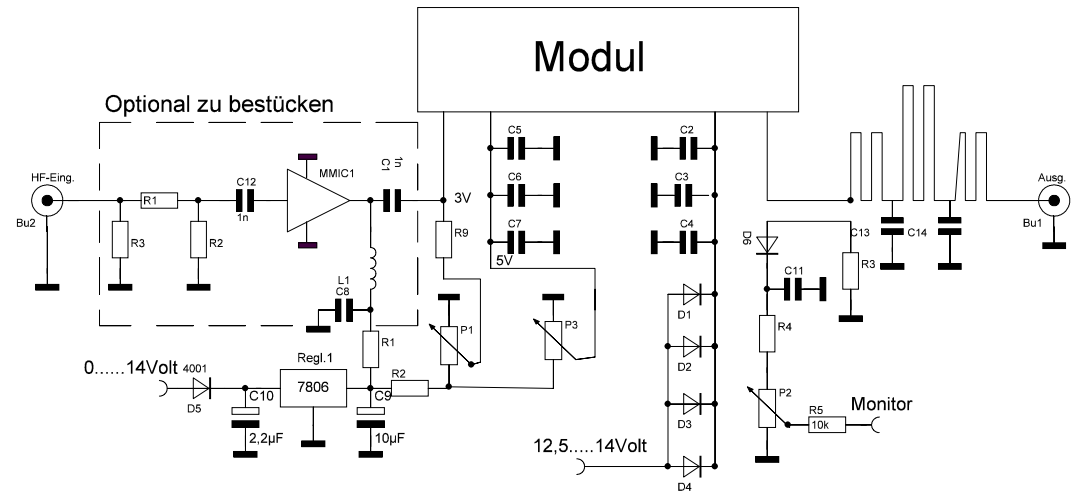 Modul
Optional zu bestücken
HF-Eing.
Bu2
R1
R3
R2
C12
1n
MMIC1
1n
C1
3V
R9
L1
C8
R1
C5
C6
C7
5V
C2
C3
C4
D1
D2
D3
D4
P1
P3
0......14Volt
4001
D5
C10
2,2µF
Regl.1
7806
C9
10µF
R2
12,5.....14Volt
D6
C11
R4
P2
R5
10k
Monitor
C13
R3
C14
Ausg.
Bu1